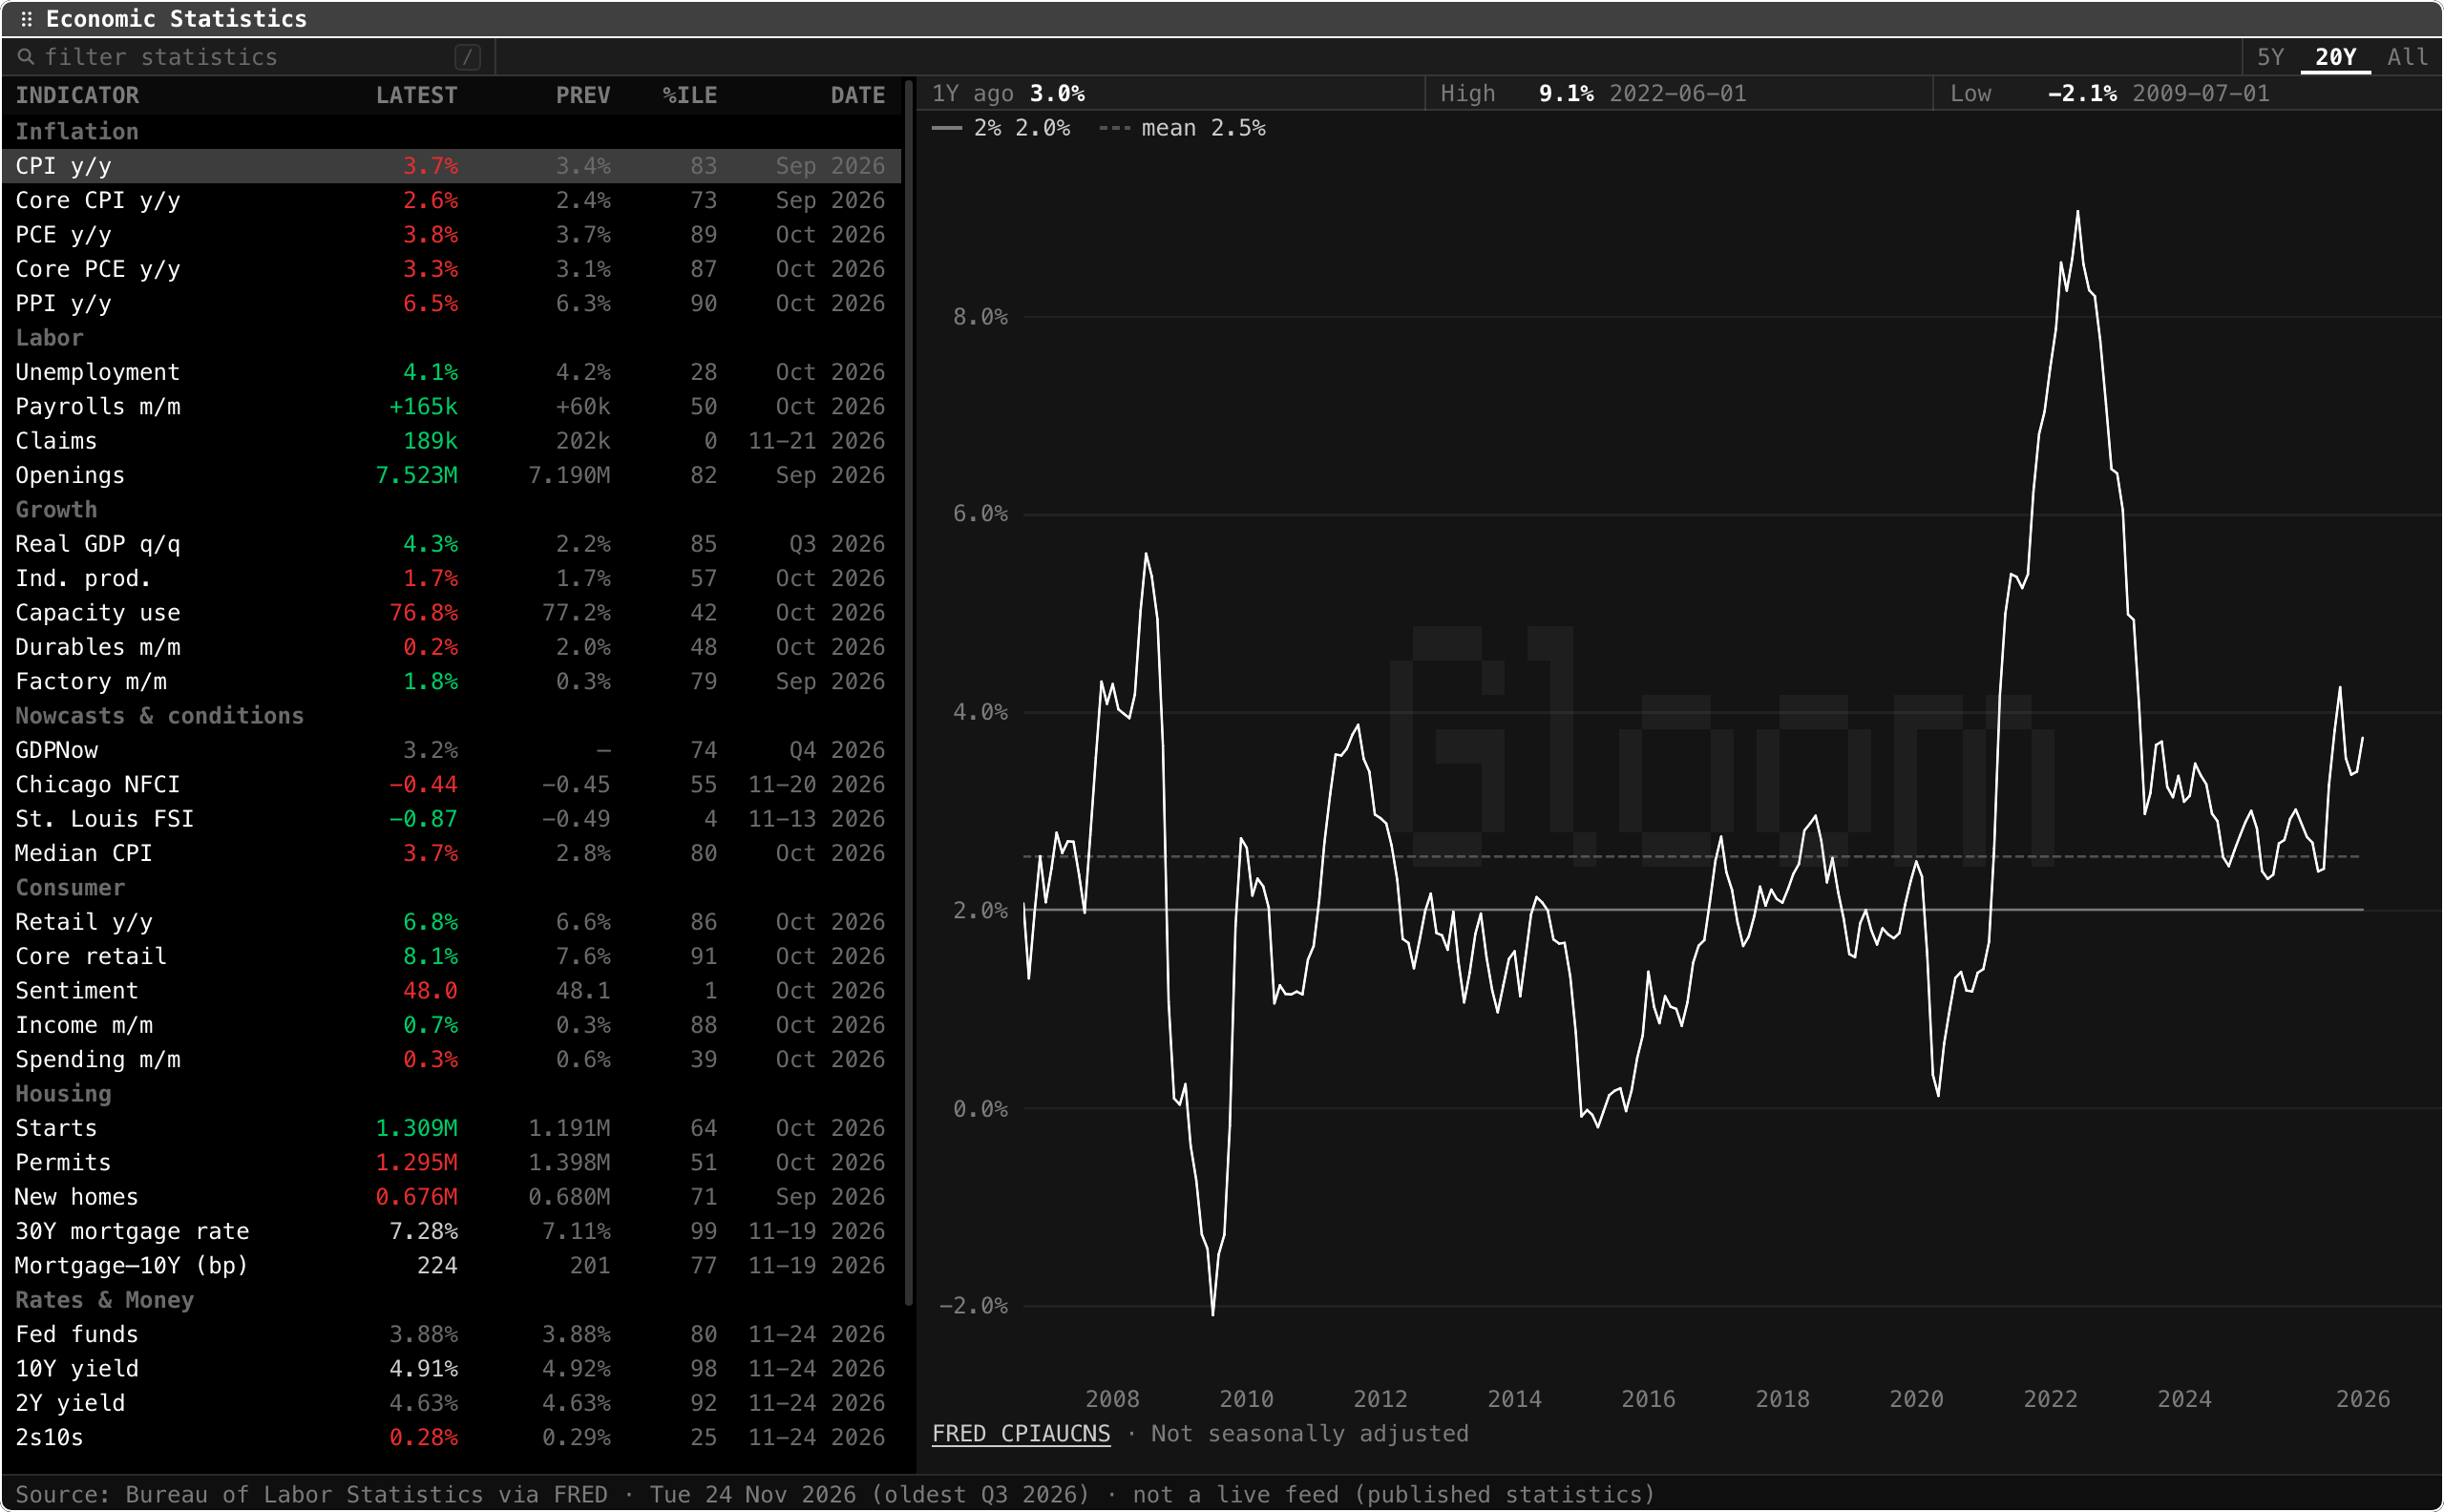 Economic Statistics
filter statistics /
5Y 20Y All
INDICATOR LATEST PREV %ILE DATE
Inflation
CPI y/y 3.7% 3.4% 83 Sep 2026
Core CPI y/y 2.6% 2.4% 73 Sep 2026
PCE y/y 3.8% 3.7% 89 Oct 2026
Core PCE y/y 3.3% 3.1% 87 Oct 2026
PPI y/y 6.5% 6.3% 90 Oct 2026
Labor
Unemployment 4.1% 4.2% 28 Oct 2026
Payrolls m/m +165k +60k 50 Oct 2026
Claims 189k 202k 0 11−21 2026
Openings 7.523M 7.190M 82 Sep 2026
Growth
Real GDP q/q 4.3% 2.2% 85 Q3 2026
Ind. prod. 1.7% 1.7% 57 Oct 2026
Capacity use 76.8% 77.2% 42 Oct 2026
Durables m/m 0.2% 2.0% 48 Oct 2026
Factory m/m 1.8% 0.3% 79 Sep 2026
Nowcasts & conditions
GDPNow 3.2% — 74 Q4 2026
Chicago NFCI −0.44 −0.45 55 11−20 2026
St. Louis FSI −0.87 −0.49 4 11−13 2026
Median CPI 3.7% 2.8% 80 Oct 2026
Consumer
Retail y/y 6.8% 6.6% 86 Oct 2026
Core retail 8.1% 7.6% 91 Oct 2026
Sentiment 48.0 48.1 1 Oct 2026
Income m/m 0.7% 0.3% 88 Oct 2026
Spending m/m 0.3% 0.6% 39 Oct 2026
Housing
Starts 1.309M 1.191M 64 Oct 2026
Permits 1.295M 1.398M 51 Oct 2026
New homes 0.676M 0.680M 71 Sep 2026
30Y mortgage rate 7.28% 7.11% 99 11−19 2026
Mortgage−10Y (bp) 224 201 77 11−19 2026
Rates & Money
Fed funds 3.88% 3.88% 80 11−24 2026
10Y yield 4.91% 4.92% 98 11−24 2026
2Y yield 4.63% 4.63% 92 11−24 2026
2s10s 0.28% 0.29% 25 11−24 2026
1Y ago 3.0% High 9.1% 2022−06−01 Low −2.1% 2009−07−01
2% 2.0% mean 2.5%
8.0%
6.0%
4.0%
2.0%
0.0%
−2.0%
Gloom
2008 2010 2012 2014 2016 2018 2020 2022 2024 2026
FRED CPIAUCNS · Not seasonally adjusted
Source: Bureau of Labor Statistics via FRED · Tue 24 Nov 2026 (oldest Q3 2026) · not a live feed (published statistics)